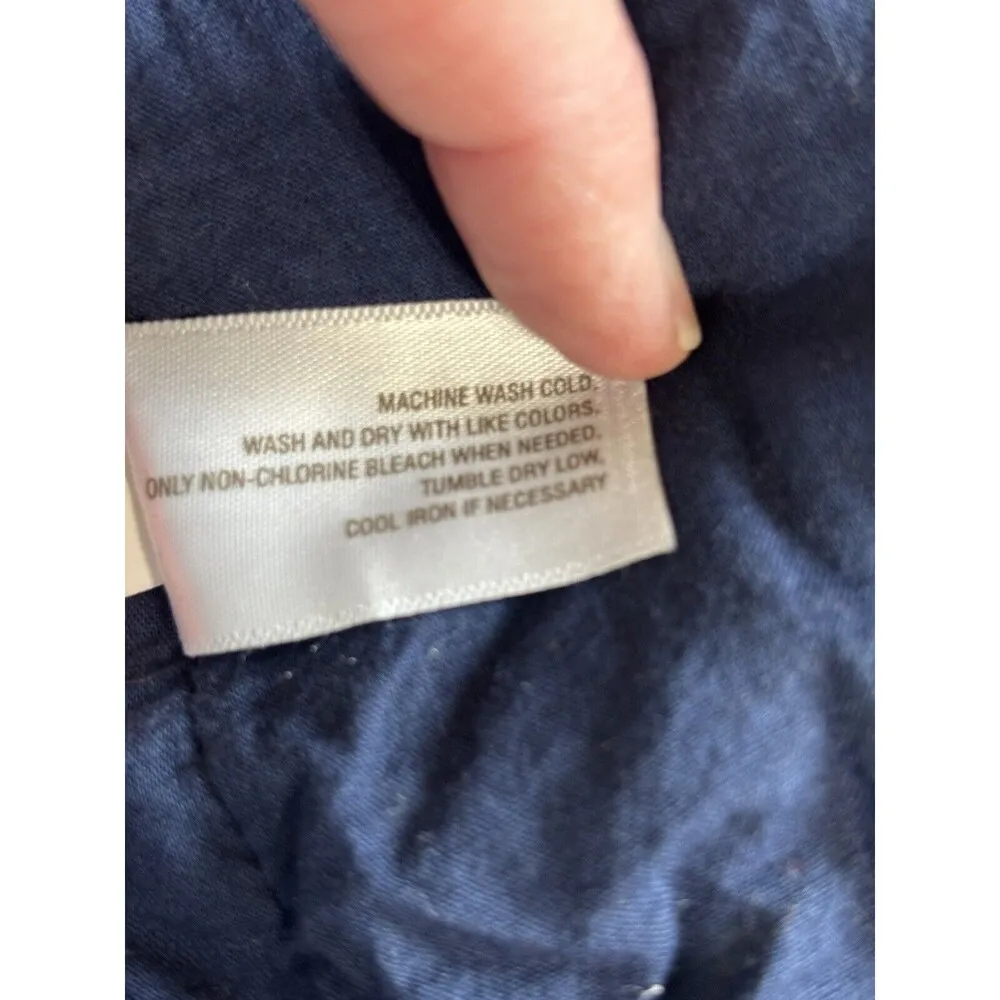 MACHINE WASH COLD.
WASH AND DRY WITH LIKE COLORS.
ONLY NON-CHLORINE BLEACH WHEN NEEDED.
TUMBLE DRY LOW.
COOL IRON IF NECESSARY